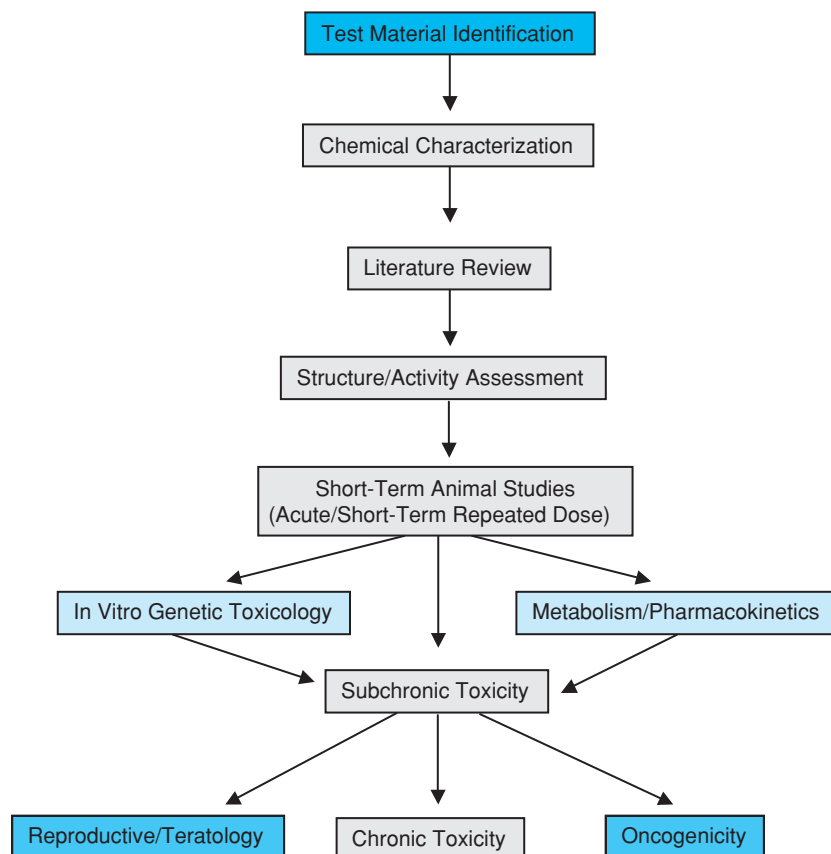 Test Material Identification
Chemical Characterization
Literature Review
Structure/Activity Assessment
Short-Term Animal Studies
(Acute/Short-Term Repeated Dose)
In Vitro Genetic Toxicology
Metabolism/Pharmacokinetics
Subchronic Toxicity
Reproductive/Teratology
Chronic Toxicity
Oncogenicity